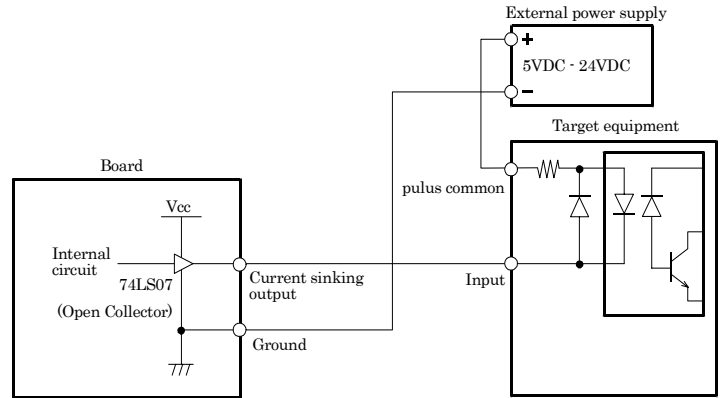 External power supply
+
5VDC - 24VDC
−
Target equipment
Board
pulus common
Vcc
Internal
circuit
74LS07
(Open Collector)
Current sinking
output
Input
Ground